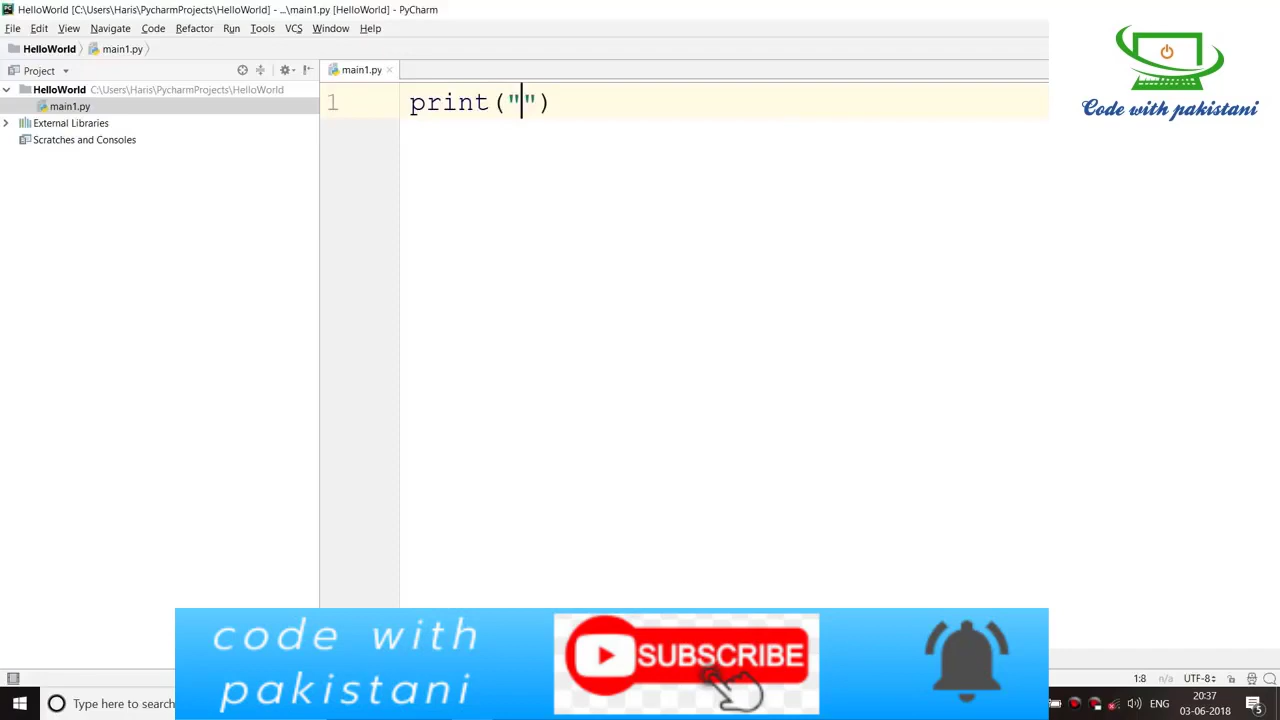 HelloWorld [C:\Users\Haris\PycharmProjects\HelloWorld] - ...\main1.py [HelloWorld] - PyCharm
File Edit View Navigate Code Refactor Run Tools VCS Window Help
HelloWorld main1.py
Project
main1.py
HelloWorld C:\Users\Haris\PycharmProjects\HelloWorld
main1.py
External Libraries
Scratches and Consoles
1 print("")
Code with pakistani
code with
pakistani
SUBSCRIBE
1:8 n/a UTF-8
Type here to search
ENG
20:37
03-06-2018
5